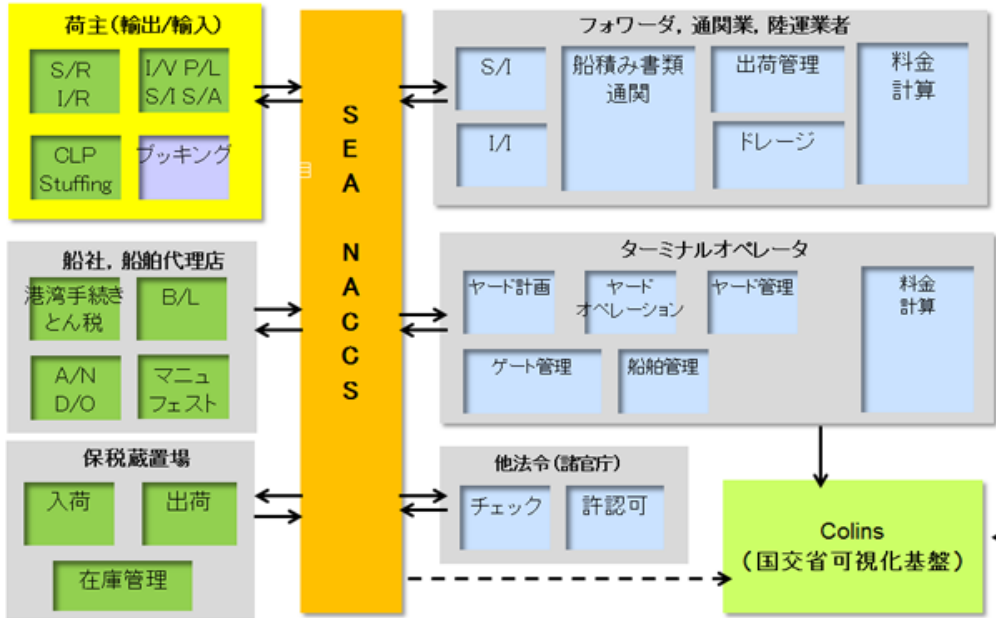 荷主(輸出/輸入)
S/R
I/R
I/V P/L
S/I S/A
CLP
Stuffing
ブッキング
船社, 船舶代理店
港湾手続き
とん税
B/L
A/N
D/O
マニュ
フェスト
保税蔵置場
入荷
出荷
在庫管理
SEA NACCS
フォワーダ, 通関業, 陸運業者
S/I
I/I
船積み書類
通関
出荷管理
ドレージ
料金
計算
ターミナルオペレータ
ヤード計画
ヤード
オペレーション
ヤード管理
ゲート管理
船舶管理
料金
計算
他法令(諸官庁)
チェック
許認可
Colins
(国交省可視化基盤)